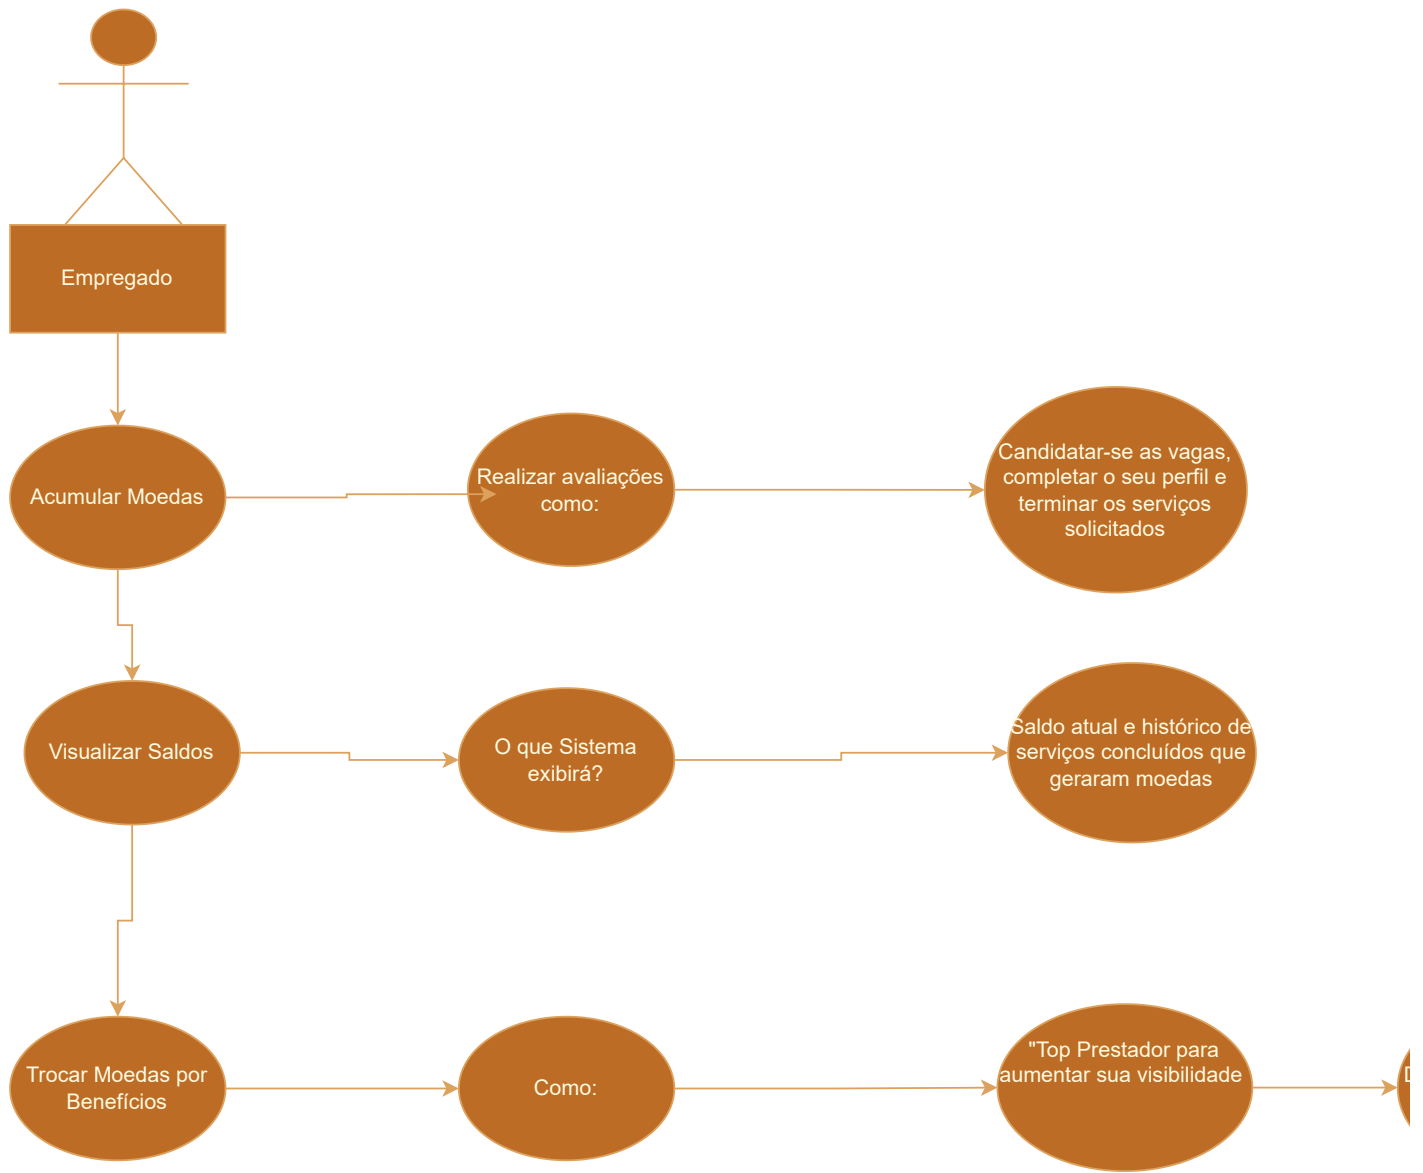 Empregado
Acumular Moedas
Realizar avaliações
como:
Candidatar-se as vagas,
completar o seu perfil e
terminar os serviços
solicitados
Visualizar Saldos
O que Sistema
exibirá?
Saldo atual e histórico de
serviços concluídos que
geraram moedas
Trocar Moedas por
Benefícios
Como:
"Top Prestador para
aumentar sua visibilidade